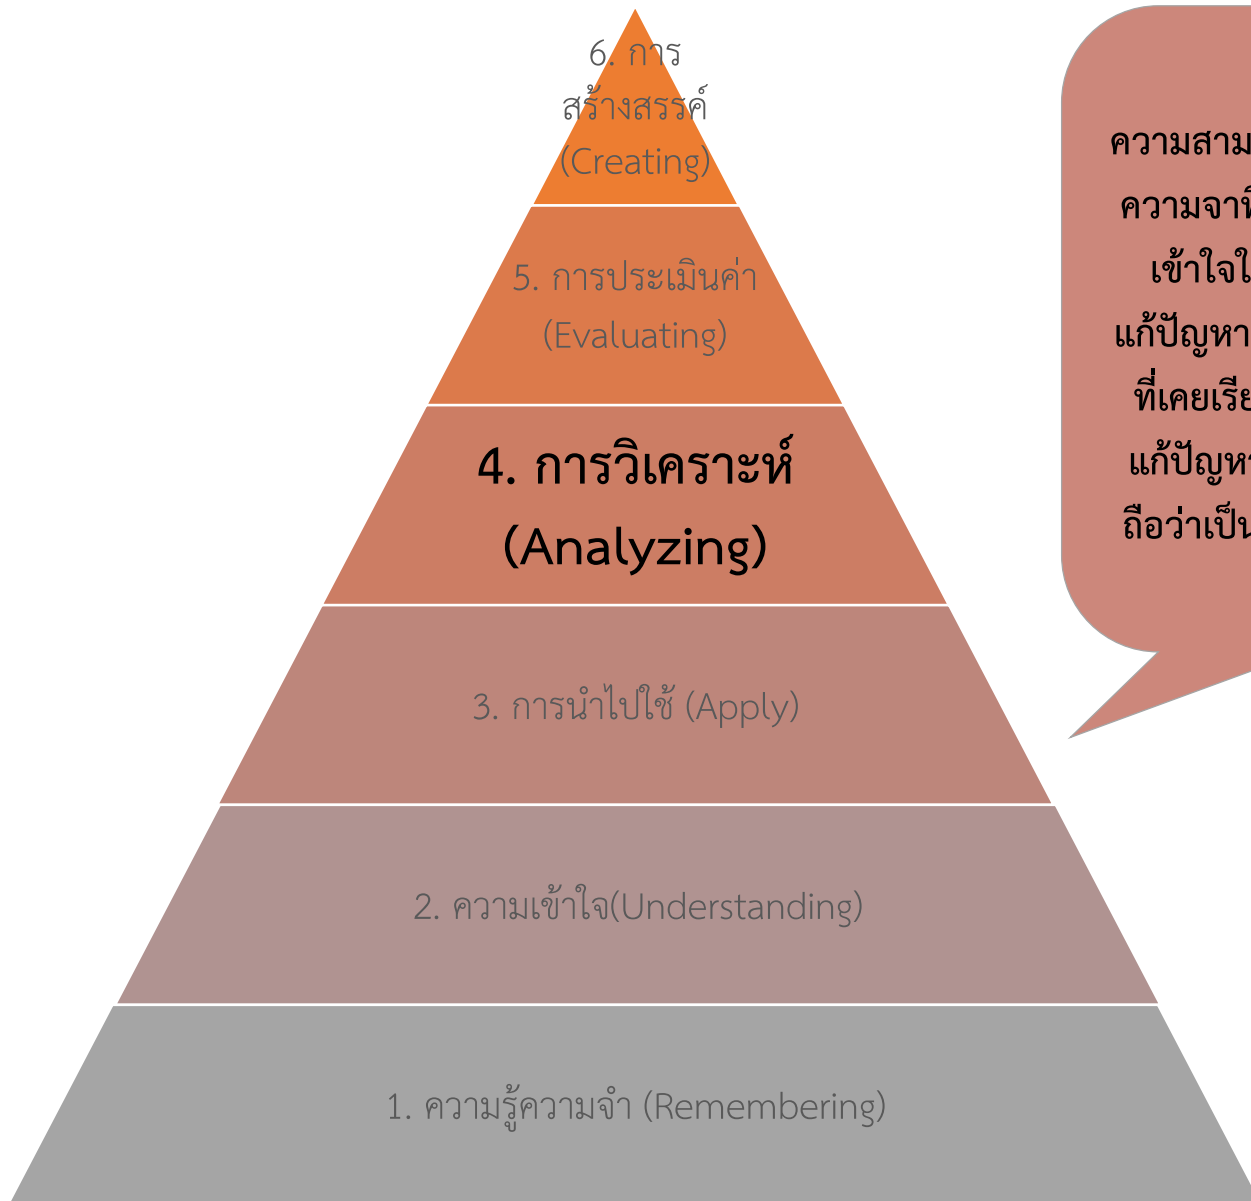 6. การ
สร้างสรรค์
(Creating)
5. การประเมินค่า
(Evaluating)
4. การวิเคราะห์
(Analyzing)
3. การนำไปใช้ (Apply)
2. ความเข้าใจ(Understanding)
1. ความรู้ความจำ (Remembering)
ความสาม
ความจาที
เข้าใจใ
แก้ปัญหา
ที่เคยเรีย
แก้ปัญหา
ถือว่าเป็น